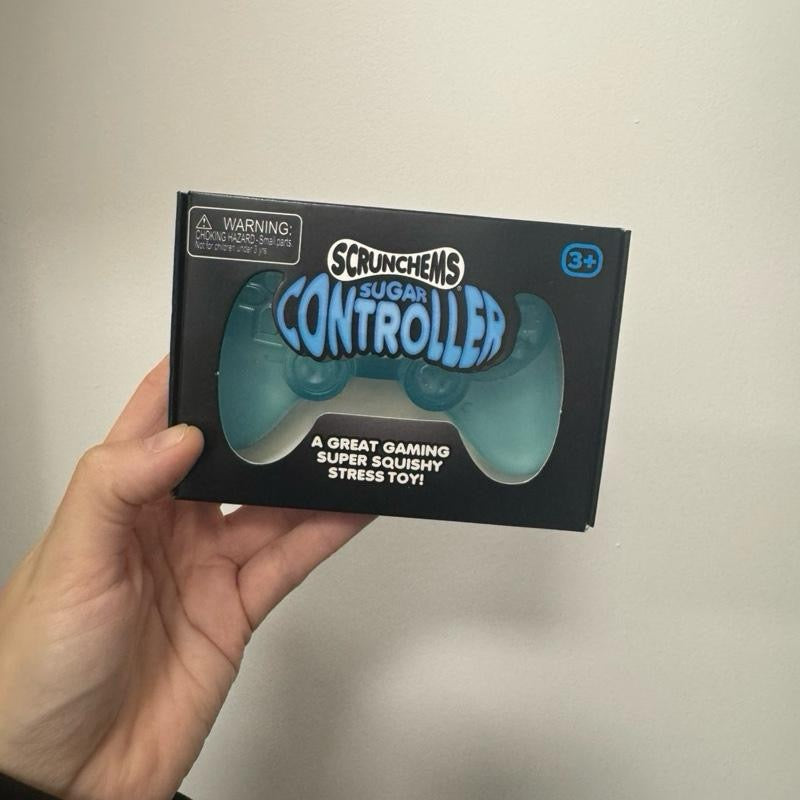 WARNING:
CHOKING HAZARD - Small parts.
Not for children under 3 yrs
SCRUNCHEMS
SUGAR
CONTROLLER
3+
A GREAT GAMING
SUPER SQUISHY
STRESS TOY!